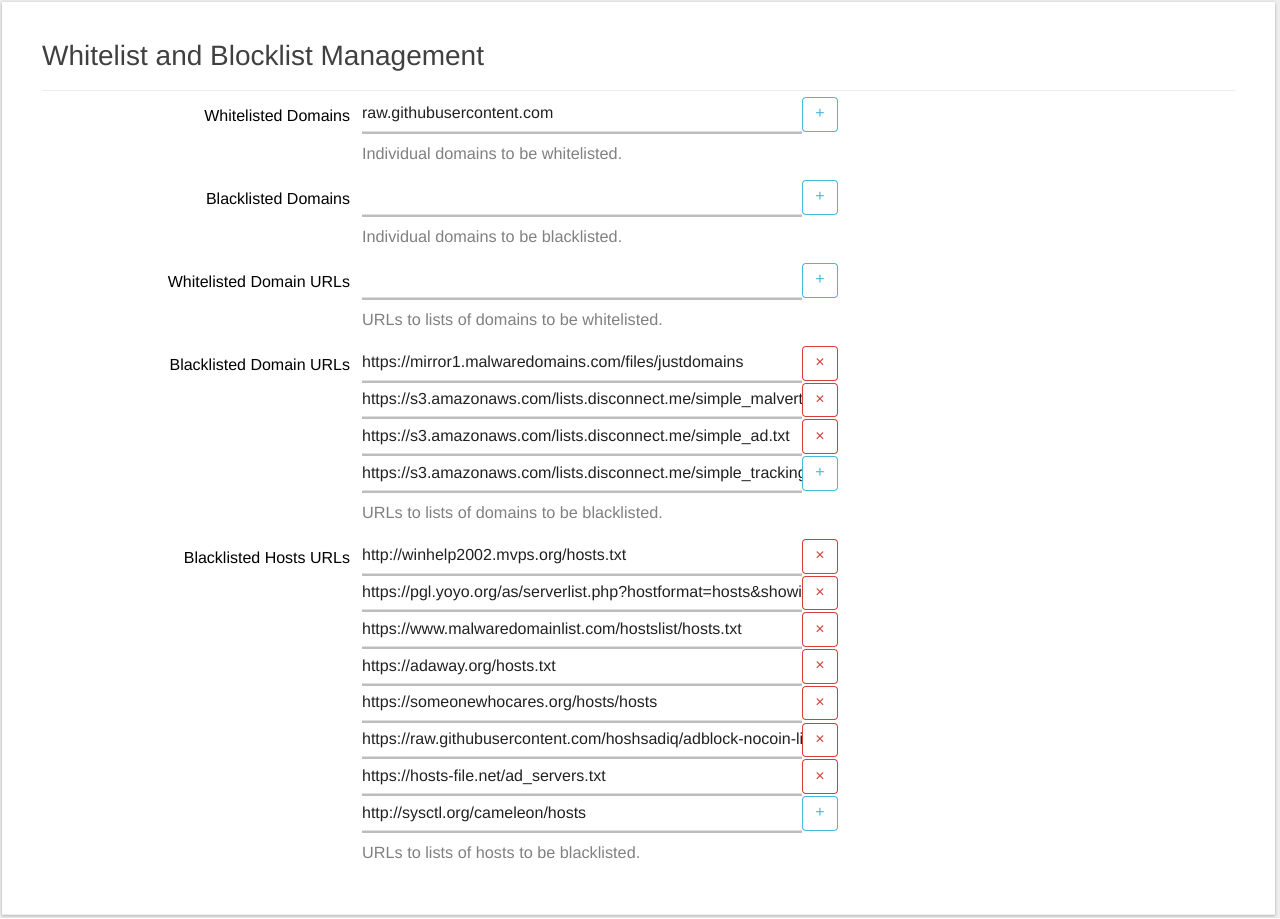 Whitelist and Blocklist Management
Whitelisted Domains raw.githubusercontent.com +
Individual domains to be whitelisted.
Blacklisted Domains +
Individual domains to be blacklisted.
Whitelisted Domain URLs +
URLs to lists of domains to be whitelisted.
Blacklisted Domain URLs https://mirror1.malwaredomains.com/files/justdomains ×
https://s3.amazonaws.com/lists.disconnect.me/simple_malvert ×
https://s3.amazonaws.com/lists.disconnect.me/simple_ad.txt ×
https://s3.amazonaws.com/lists.disconnect.me/simple_tracking +
URLs to lists of domains to be blacklisted.
Blacklisted Hosts URLs http://winhelp2002.mvps.org/hosts.txt ×
https://pgl.yoyo.org/as/serverlist.php?hostformat=hosts&showi ×
https://www.malwaredomainlist.com/hostslist/hosts.txt ×
https://adaway.org/hosts.txt ×
https://someonewhocares.org/hosts/hosts ×
https://raw.githubusercontent.com/hoshsadiq/adblock-nocoin-li ×
https://hosts-file.net/ad_servers.txt ×
http://sysctl.org/cameleon/hosts +
URLs to lists of hosts to be blacklisted.